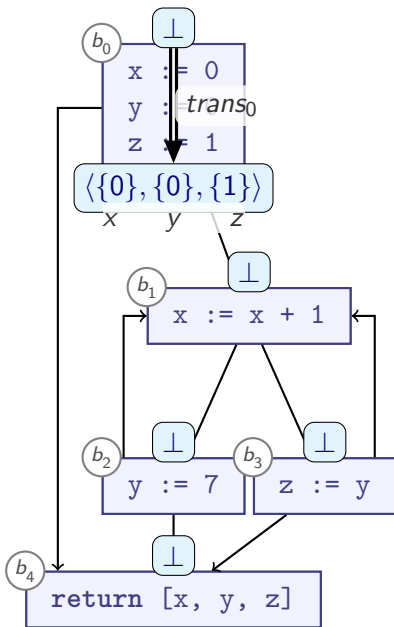 ⊥
b₀
x := 0
y :=
trans₀
z := 1
⟨{0}, {0}, {1}⟩
x y z
⊥
b₁
x := x + 1
⊥
⊥
b₂
b₃
y := 7
z := y
⊥
b₄
return [x, y, z]